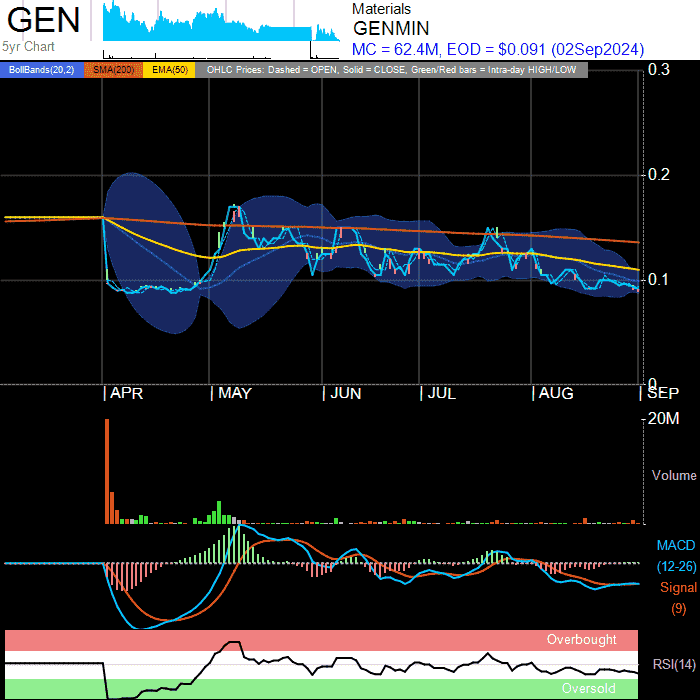 GEN
5yr Chart
Materials
GENMIN
MC = 62.4M, EOD = $0.091 (02Sep2024)
BollBands(20,2) SMA(200) EMA(50) OHLC Prices: Dashed = OPEN, Solid = CLOSE, Green/Red bars = Intra-day HIGH/LOW
0.3
0.2
0.1
0
| APR | MAY | JUN | JUL | AUG | SEP
20M
Volume
MACD
(12-26)
Signal
(9)
Overbought
RSI(14)
Oversold